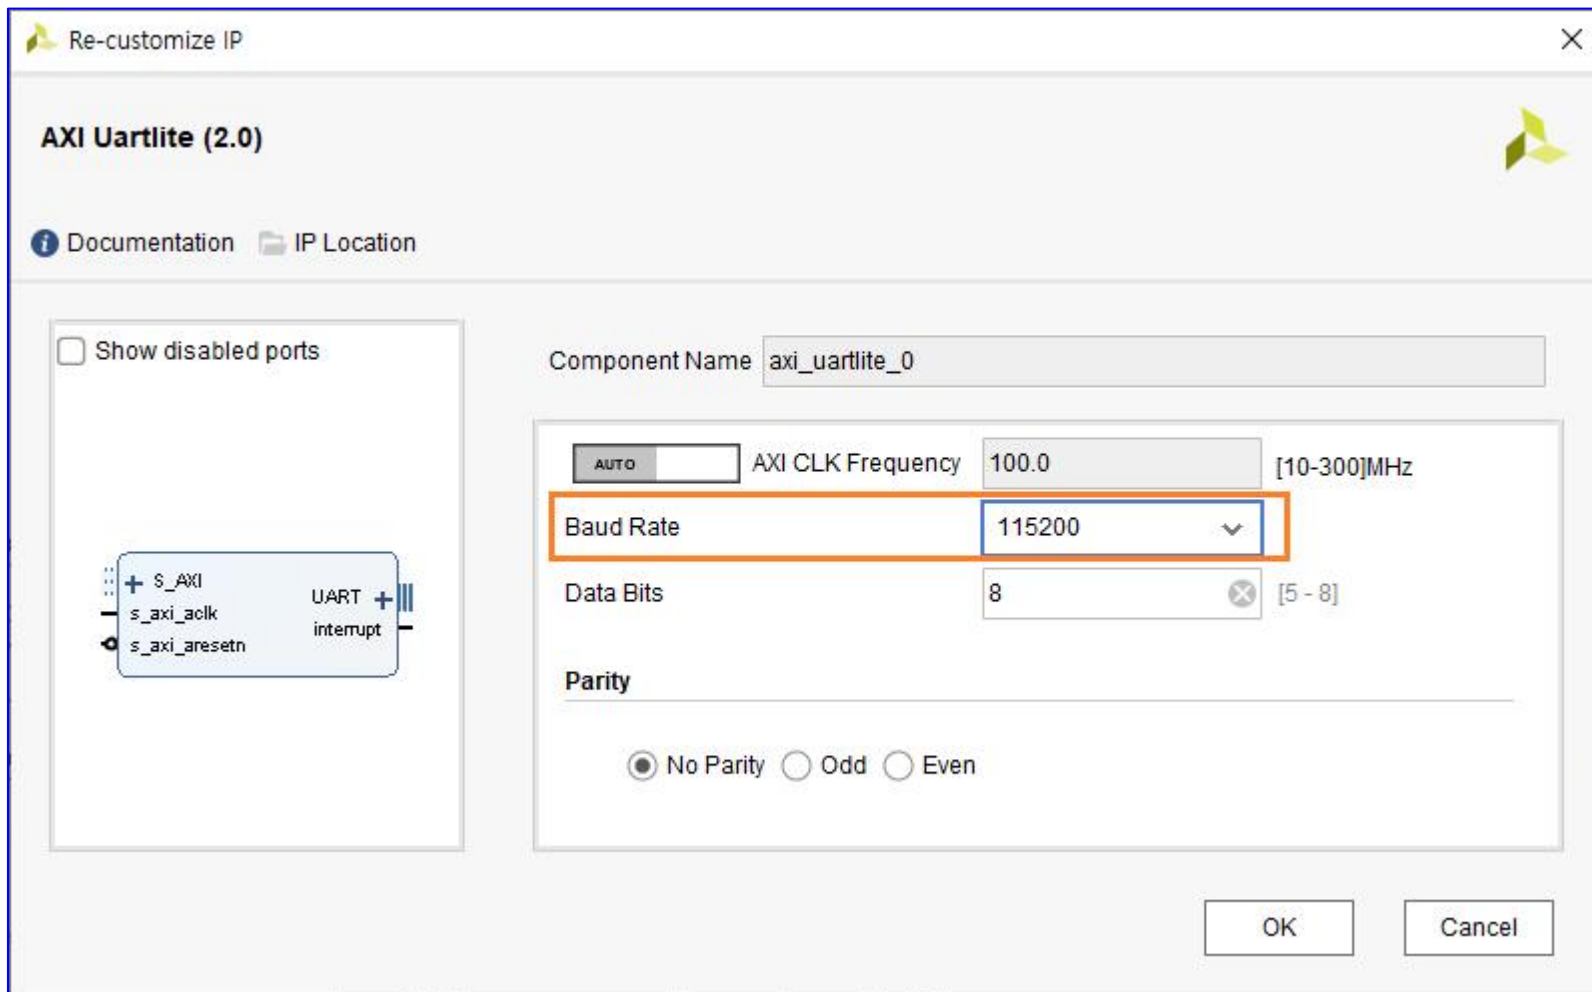 Re-customize IP
AXI Uartlite (2.0)
Documentation IP Location
Show disabled ports
S_AXI
s_axi_aclk
s_axi_aresetn
UART
interrupt
Component Name axi_uartlite_0
AUTO AXI CLK Frequency 100.0 [10-300]MHz
Baud Rate 115200
Data Bits 8 [5 - 8]
Parity
No Parity Odd Even
OK Cancel